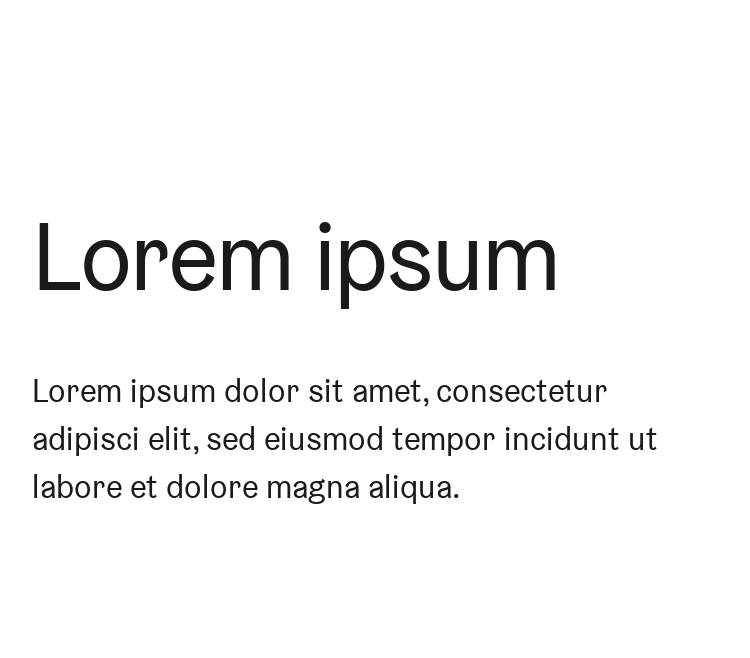 Lorem ipsum
Lorem ipsum dolor sit amet, consectetur
adipisci elit, sed eiusmod tempor incidunt ut
labore et dolore magna aliqua.